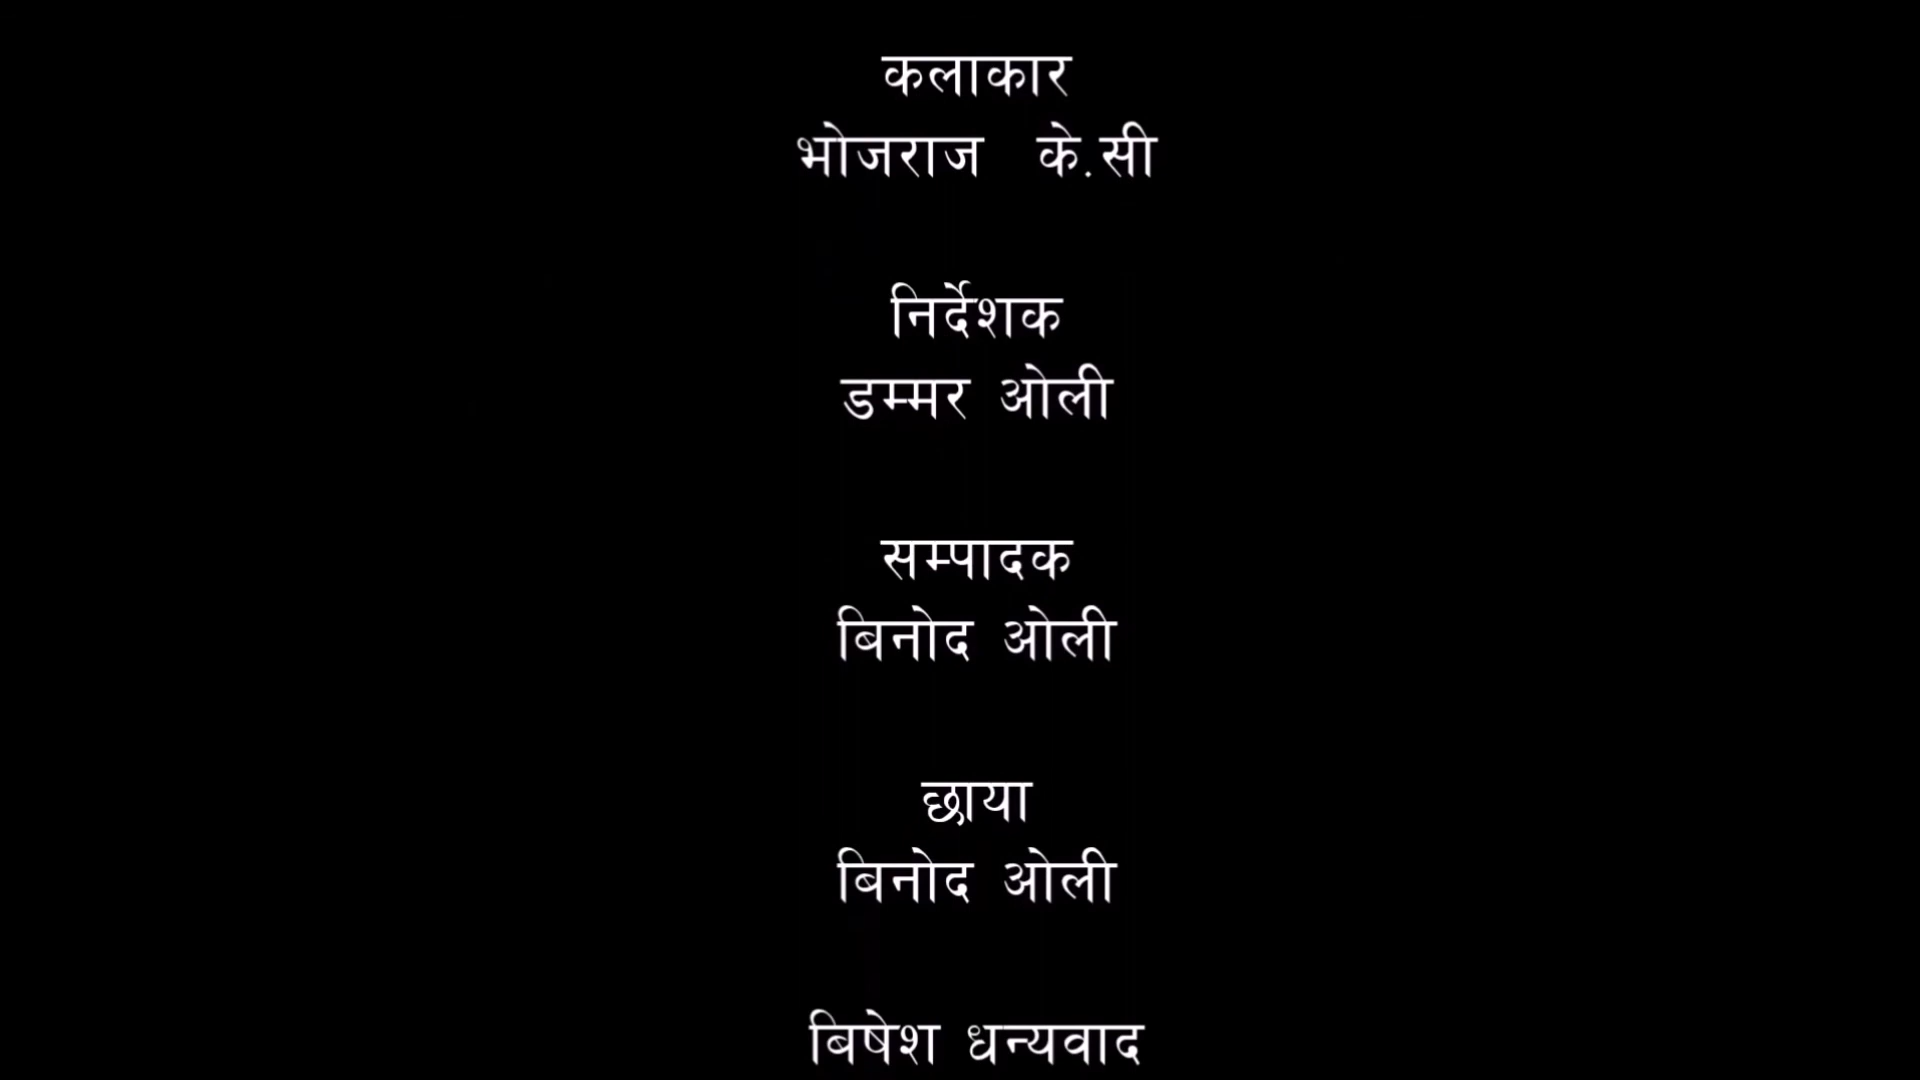 कलाकार
भोजराज के.सी
निर्देशक
डम्मर ओली
सम्पादक
बिनोद ओली
छाया
बिनोद ओली
बिषेश धन्यवाद